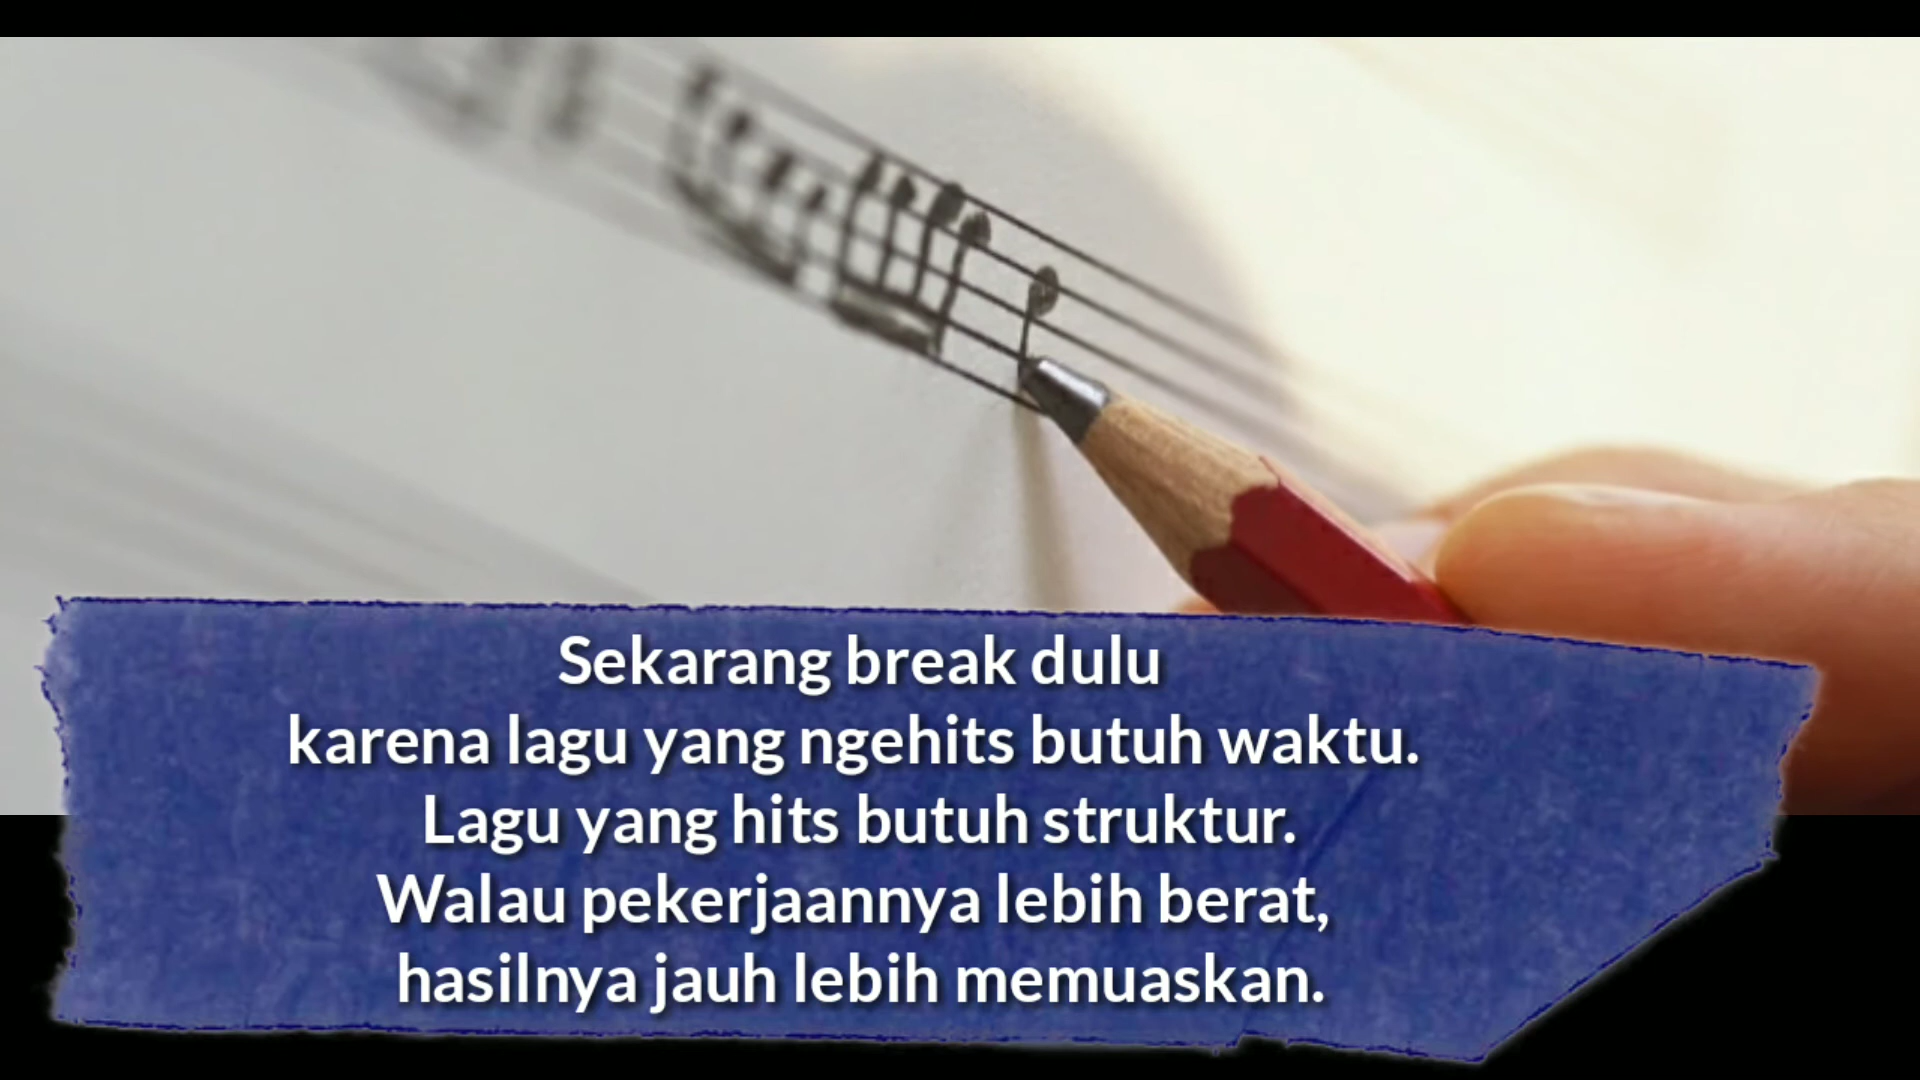 Sekarang break dulu
karena lagu yang ngehits butuh waktu.
Lagu yang hits butuh struktur.
Walau pekerjaannya lebih berat,
hasilnya jauh lebih memuaskan.